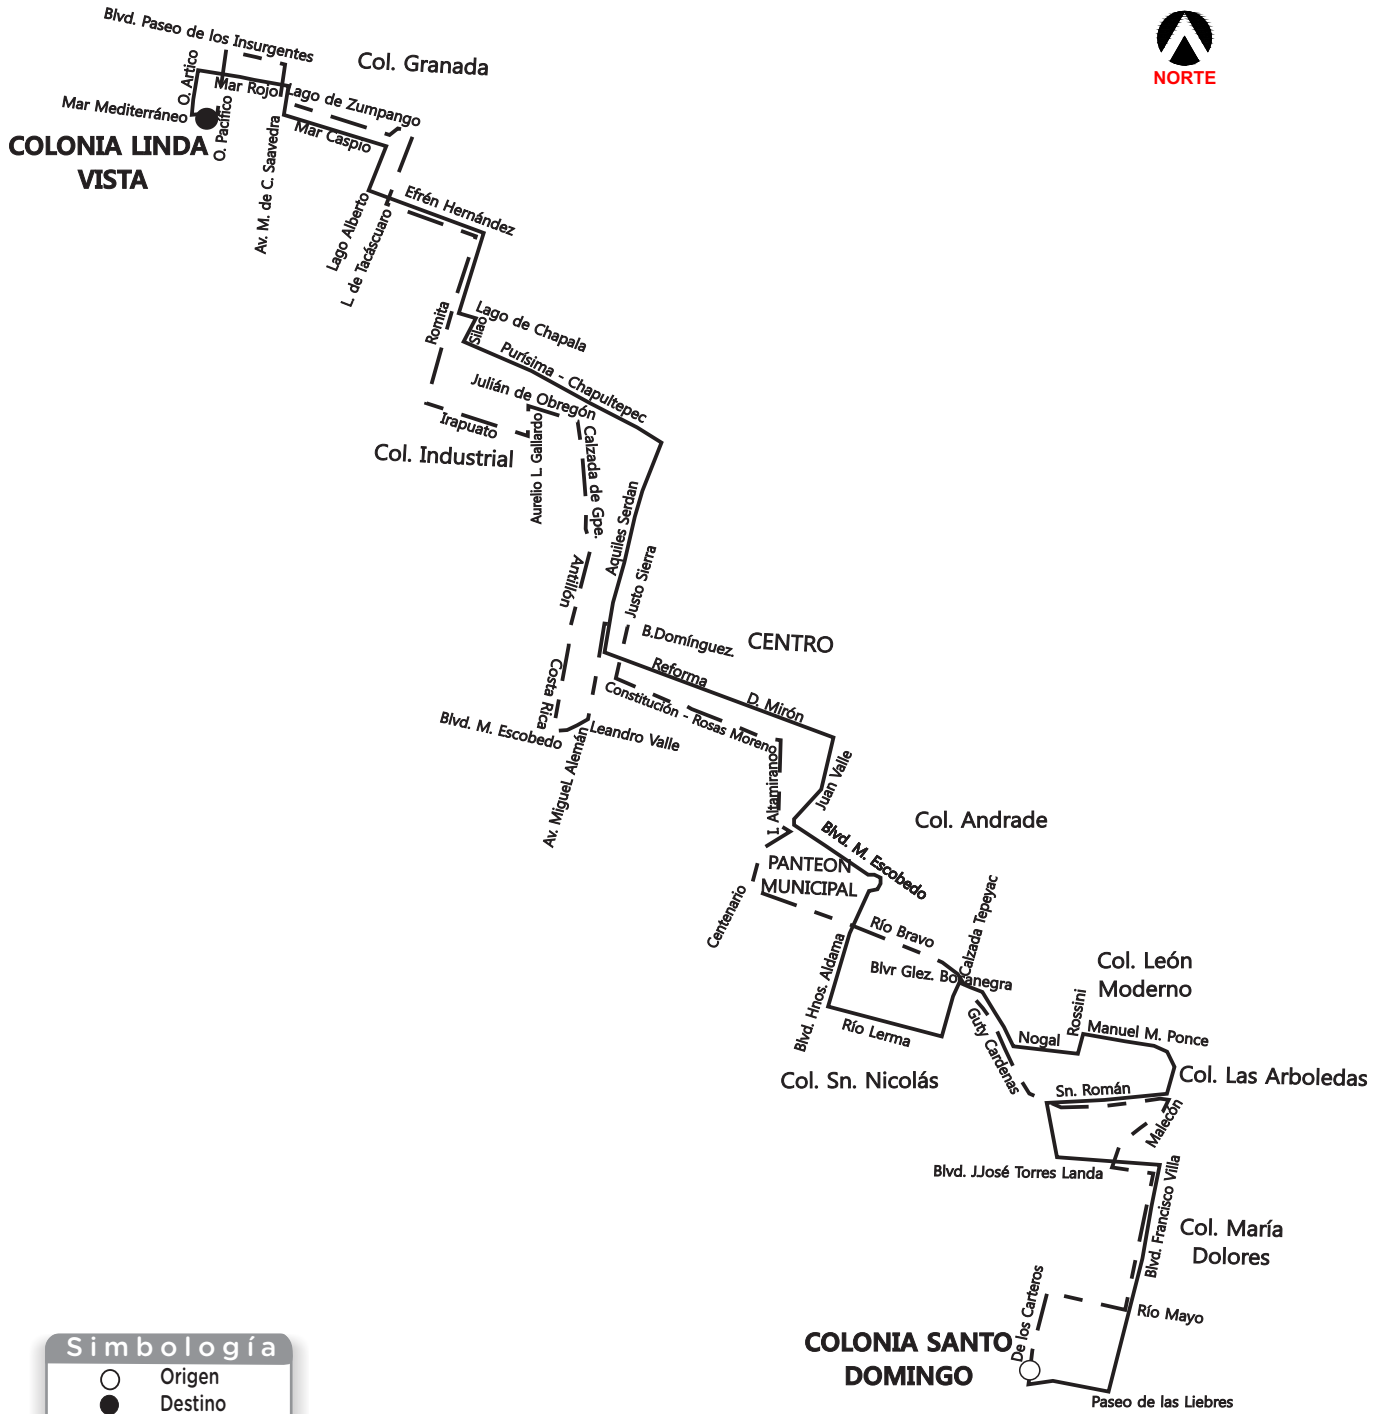 Blvd. Paseo de los Insurgentes
NORTE
Col. Granada
O. Artico
Mar Rojo
Lago de Zumpango
Mar Mediterráneo
O. Pacífico
Mar Caspio
COLONIA LINDA
VISTA
Av. M. de C. Saavedra
Efrén Hernández
Lago Alberto
L. de Tacáscuaro
Romita
Silao
Lago de Chapala
Purísima - Chapultepec
Julián de Obregón
Irapuato
Col. Industrial
Aurelio L. Gallardo
Calzada de Gpe.
Aquiles Serdan
Antillón
Justo Sierra
B.Domínguez.
CENTRO
Reforma
Costa Rica
Constitución - Rosas Moreno
D. Mirón
Blvd. M. Escobedo
Leandro Valle
Av. Miguel Alemán
I. Altamirano
Juan Valle
Col. Andrade
Blvd. M. Escobedo
PANTEON
MUNICIPAL
Centenario
Río Bravo
Calzada Tepeyac
Blvd. Hnos. Aldama
Blvr Glez. Bocanegra
Col. León
Moderno
Río Lerma
Guty Cardenas
Nogal
Rossini
Manuel M. Ponce
Col. Sn. Nicolás
Col. Las Arboledas
Sn. Román
Malecón
Blvd. J.José Torres Landa
Blvd. Francisco Villa
Col. María
Dolores
De los Carteros
Río Mayo
COLONIA SANTO
DOMINGO
Paseo de las Liebres
Simbología
Origen
Destino